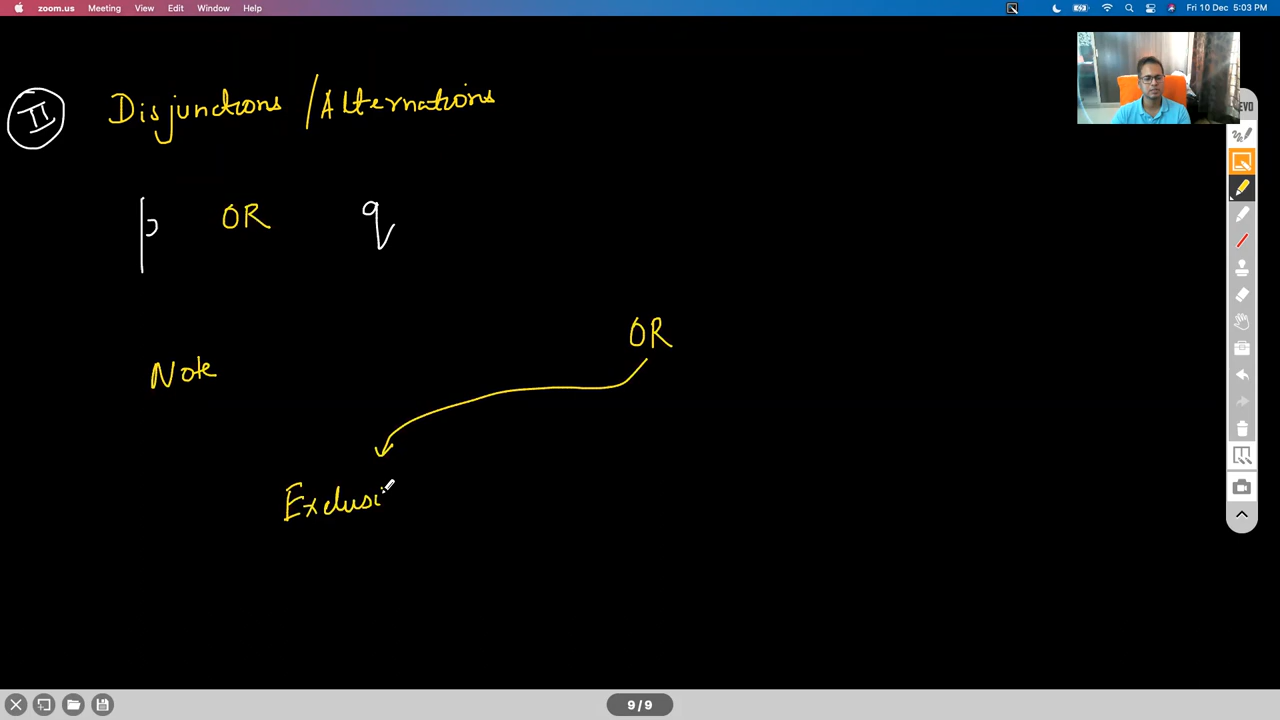 zoom.us Meeting View Edit Window Help Fri 10 Dec 5:03 PM
II Disjunctions / Alternations
p OR q
OR
Note
Exclusi
9/9